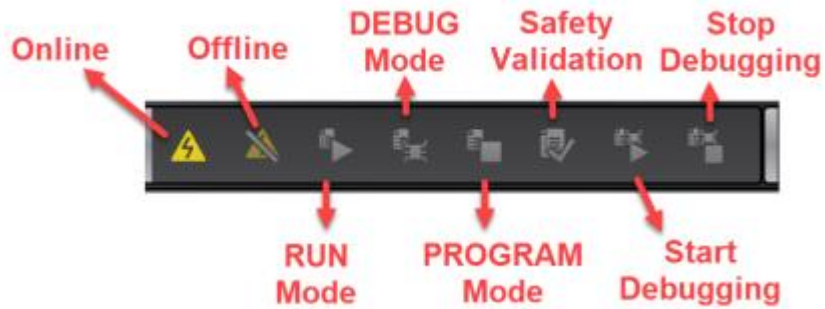 Online
Offline
DEBUG
Mode
Safety
Validation
Stop
Debugging
RUN
Mode
PROGRAM
Mode
Start
Debugging